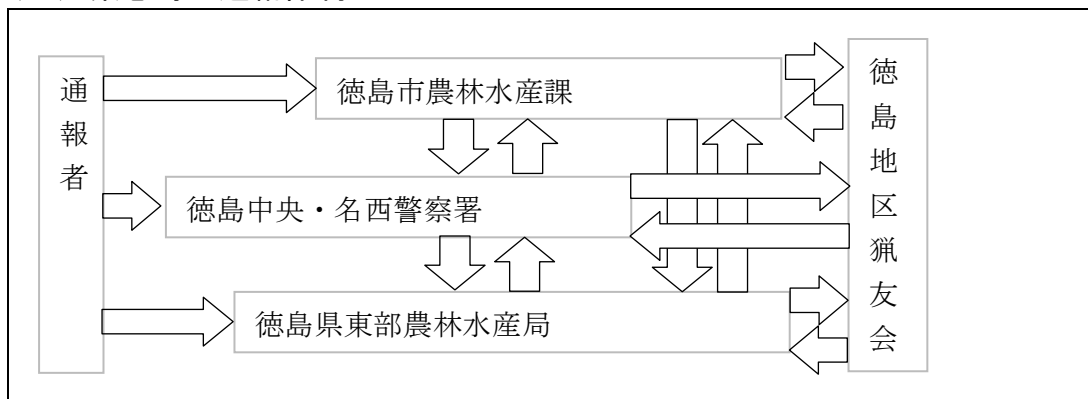 通報者
徳島市農林水産課
徳島中央・名西警察署
徳島県東部農林水産局
徳島地区猟友会